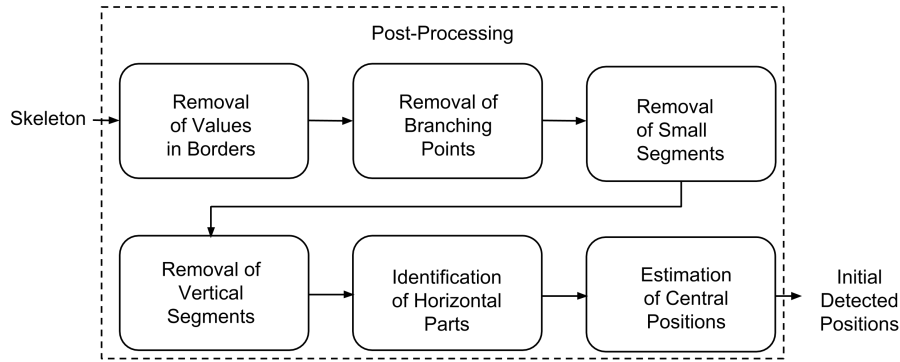 Post-Processing
Skeleton
Removal
of Values
in Borders
Removal of
Branching
Points
Removal
of Small
Segments
Removal of
Vertical
Segments
Identification
of Horizontal
Parts
Estimation
of Central
Positions
Initial
Detected
Positions